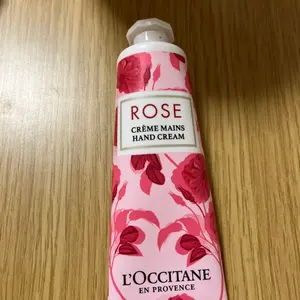 ROSE
CRÈME MAINS
HAND CREAM
L'OCCITANE
EN PROVENCE